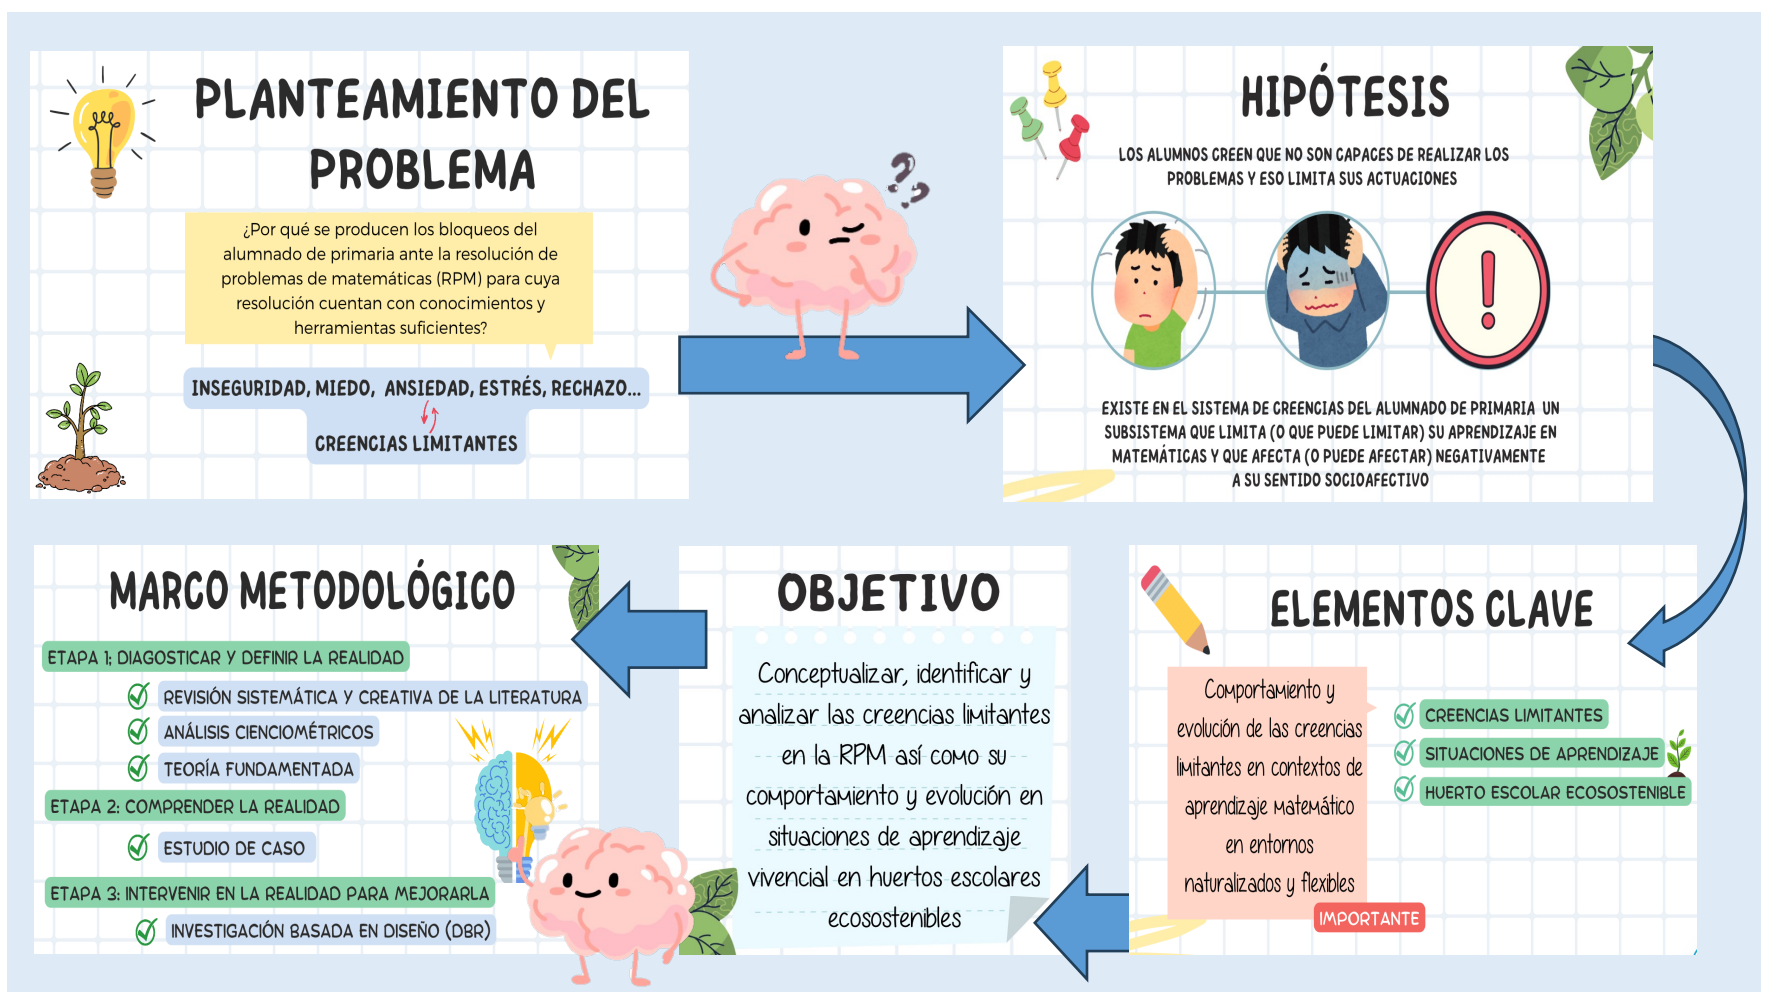 PLANTEAMIENTO DEL
PROBLEMA
¿Por qué se producen los bloqueos del
alumnado de primaria ante la resolución de
problemas de matemáticas (RPM) para cuya
resolución cuentan con conocimientos y
herramientas suficientes?
INSEGURIDAD, MIEDO, ANSIEDAD, ESTRÉS, RECHAZO...
CREENCIAS LIMITANTES
HIPÓTESIS
LOS ALUMNOS CREEN QUE NO SON CAPACES DE REALIZAR LOS
PROBLEMAS Y ESO LIMITA SUS ACTUACIONES
EXISTE EN EL SISTEMA DE CREENCIAS DEL ALUMNADO DE PRIMARIA UN
SUBSISTEMA QUE LIMITA (O QUE PUEDE LIMITAR) SU APRENDIZAJE EN
MATEMÁTICAS Y QUE AFECTA (O PUEDE AFECTAR) NEGATIVAMENTE
A SU SENTIDO SOCIOAFECTIVO
ELEMENTOS CLAVE
Comportamiento y
evolución de las creencias
limitantes en contextos de
aprendizaje matemático
en entornos
naturalizados y flexibles
IMPORTANTE
CREENCIAS LIMITANTES
SITUACIONES DE APRENDIZAJE
HUERTO ESCOLAR ECOSOSTENIBLE
OBJETIVO
Conceptualizar, identificar y
analizar las creencias limitantes
en la RPM así como su
comportamiento y evolución en
situaciones de aprendizaje
vivencial en huertos escolares
ecosostenibles
MARCO METODOLÓGICO
ETAPA 1; DIAGOSTICAR Y DEFINIR LA REALIDAD
REVISIÓN SISTEMÁTICA Y CREATIVA DE LA LITERATURA
ANÁLISIS CIENCIOMÉTRICOS
TEORÍA FUNDAMENTADA
ETAPA 2: COMPRENDER LA REALIDAD
ESTUDIO DE CASO
ETAPA 3: INTERVENIR EN LA REALIDAD PARA MEJORARLA
INVESTIGACIÓN BASADA EN DISEÑO (DBR)